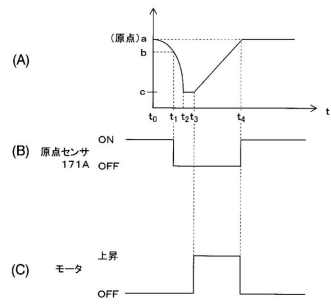 (A)
(原点)a
b
c
t0 t1 t2 t3 t4
t
(B) 原点センサ 171A
ON
OFF
(C) モータ
上昇
OFF